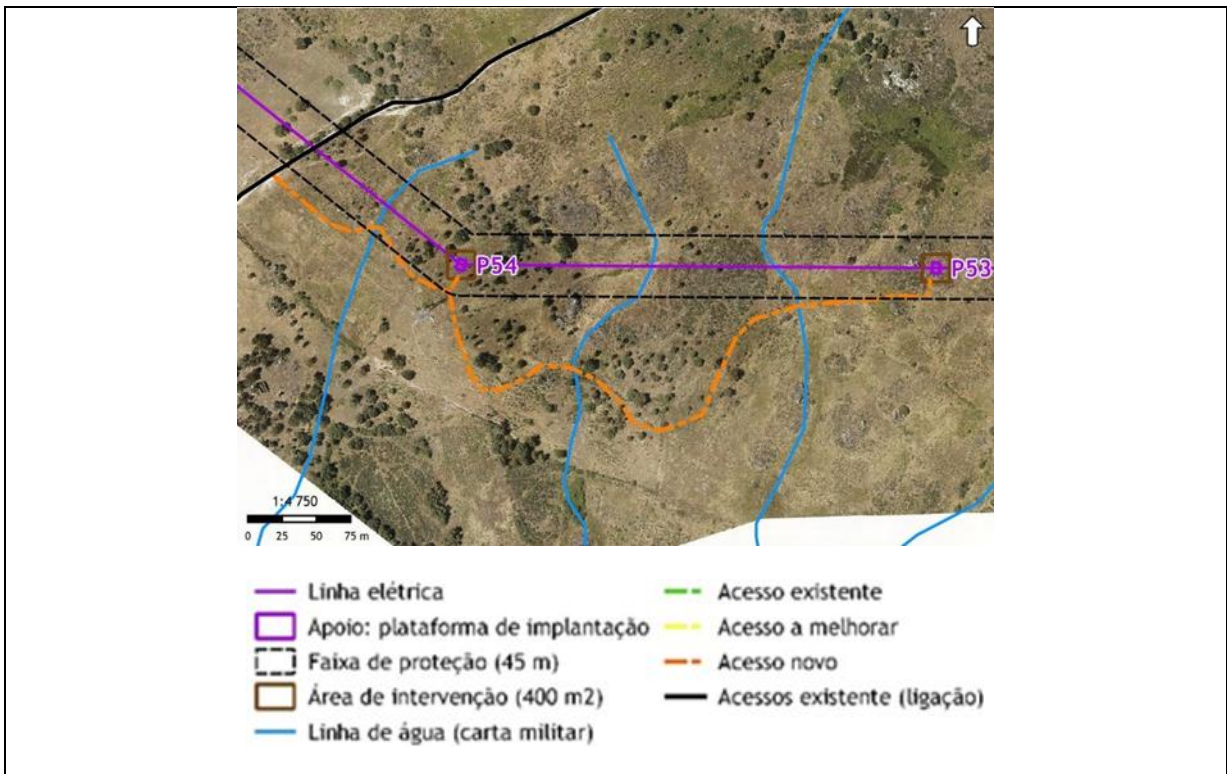 P54
P53
1:4 750
0 25 50 75 m
Linha elétrica
Apoio: plataforma de implantação
Faixa de proteção (45 m)
Área de intervenção (400 m2)
Linha de água (carta militar)
Acesso existente
Acesso a melhorar
Acesso novo
Acessos existente (ligação)